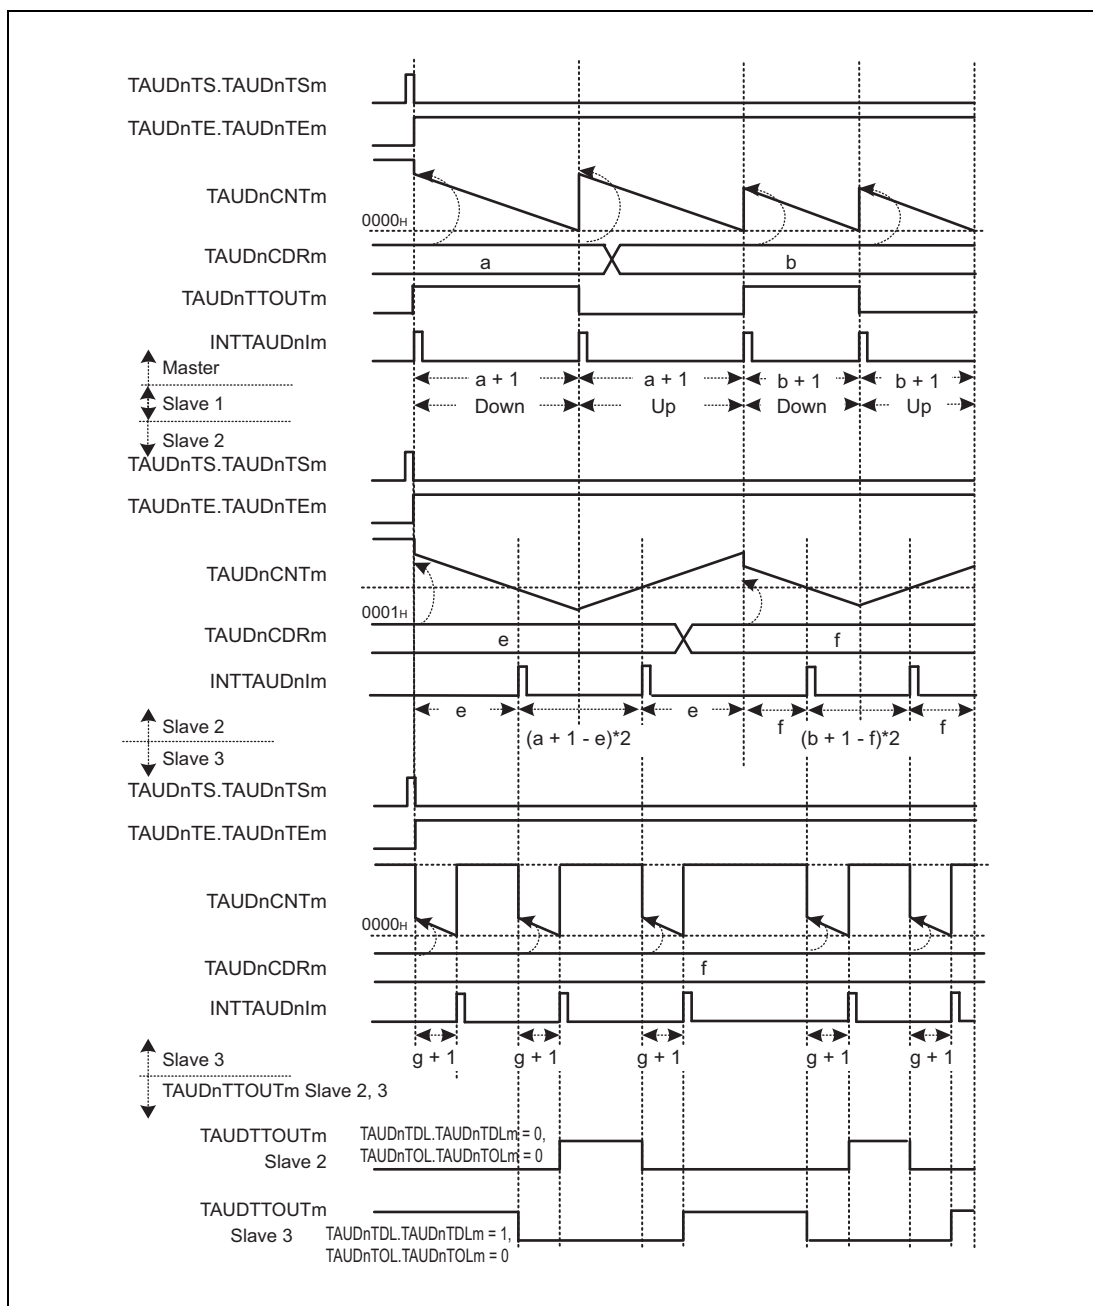 TAUDnTS.TAUDnTSm
TAUDnTE.TAUDnTEm
TAUDnCNTm
0000H
TAUDnCDRm
a b
TAUDnTTOUTm
INTTAUDnIm
Master
a + 1 a + 1 b + 1 b + 1
Slave 1
Down Up Down Up
Slave 2
TAUDnTS.TAUDnTSm
TAUDnTE.TAUDnTEm
TAUDnCNTm
0001H
TAUDnCDRm
e f
INTTAUDnIm
e e f f
Slave 2
(a + 1 - e)*2 (b + 1 - f)*2
Slave 3
TAUDnTS.TAUDnTSm
TAUDnTE.TAUDnTEm
TAUDnCNTm
0000H
TAUDnCDRm
f
INTTAUDnIm
Slave 3
g + 1 g + 1 g + 1 g + 1 g + 1
TAUDnTTOUTm Slave 2, 3
TAUDTTOUTm
Slave 2
TAUDnTDL.TAUDnTDLm = 0,
TAUDnTOL.TAUDnTOLm = 0
TAUDTTOUTm
Slave 3
TAUDnTDL.TAUDnTDLm = 1,
TAUDnTOL.TAUDnTOLm = 0